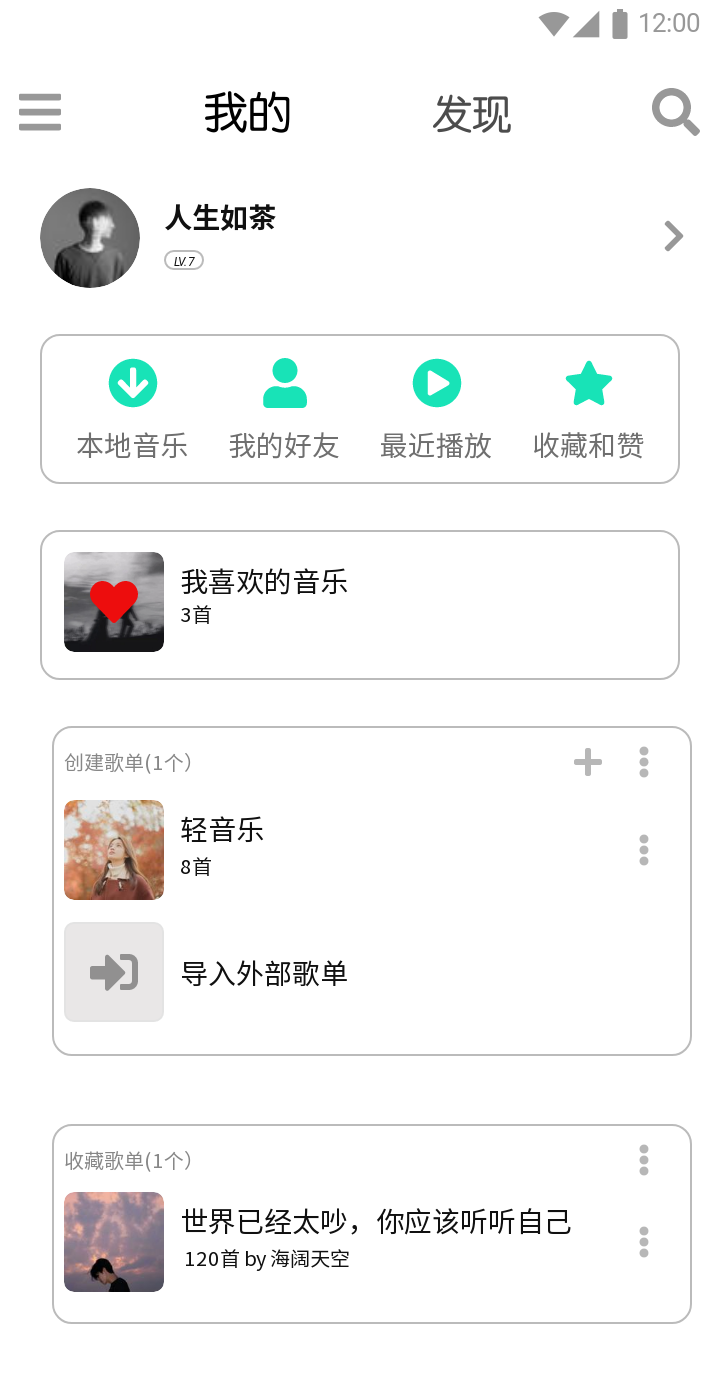 12:00
我的 发现
人生如茶
LV.7
本地音乐 我的好友 最近播放 收藏和赞
我喜欢的音乐
3首
创建歌单(1个）
轻音乐
8首
导入外部歌单
收藏歌单(1个）
世界已经太吵，你应该听听自己
120首 by 海阔天空